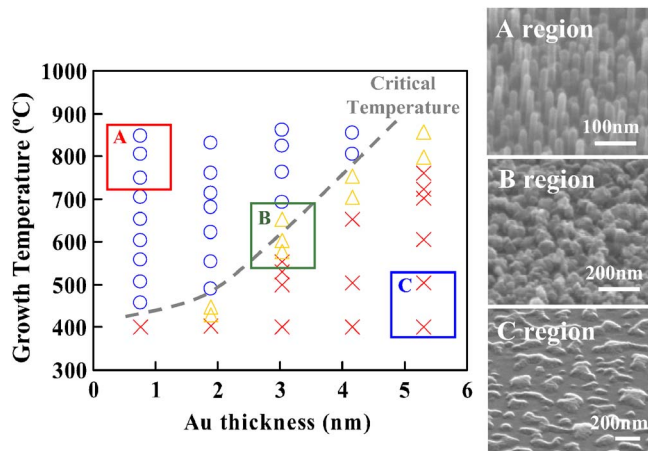 A region
100nm
B region
200nm
C region
200nm
Growth Temperature (ºC)
1000
900
800
700
600
500
400
300
Critical
Temperature
A
B
C
0
1
2
3
4
5
6
Au thickness (nm)